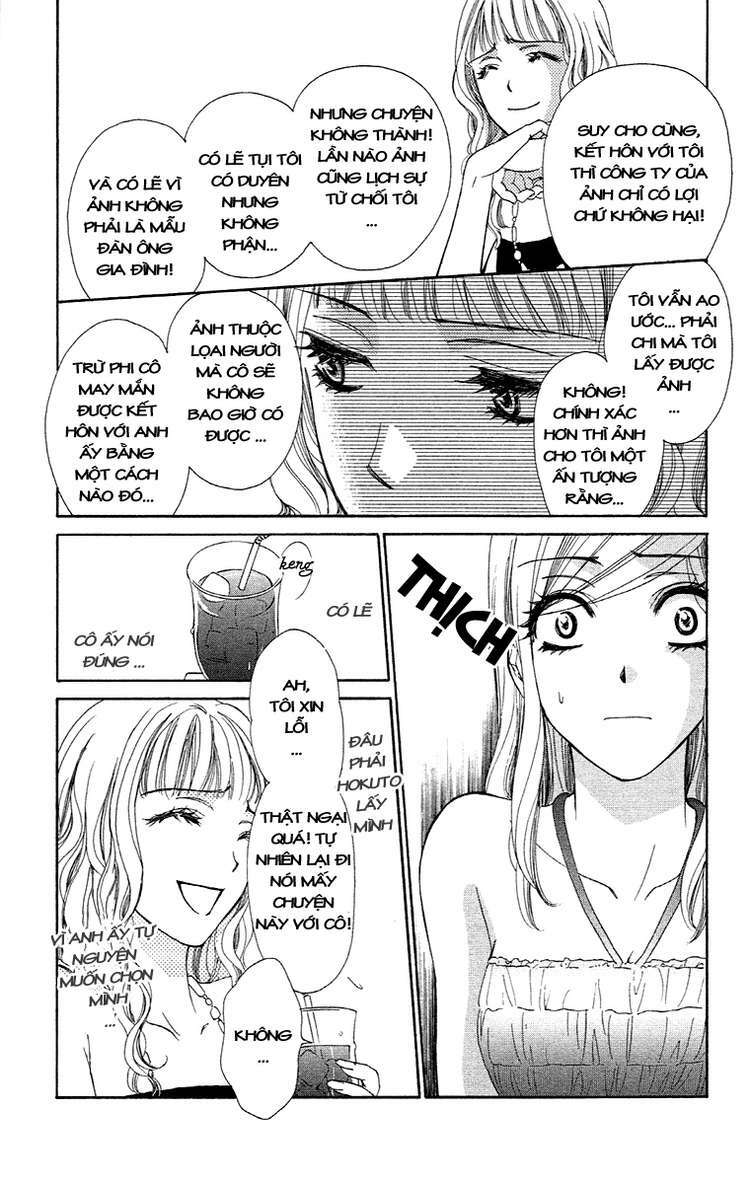 SUY CHO CÙNG,
KẾT HÔN VỚI TÔI
THÌ CÔNG TY CỦA
ẢNH CHỈ CÓ LỢI
CHỨ KHÔNG HẠI!
NHƯNG CHUYỆN
KHÔNG THÀNH!
LẦN NÀO ẢNH
CŨNG LỊCH SỰ
TỪ CHỐI TÔI
...
CÓ LẼ TỤI TÔI
CÓ DUYÊN
NHƯNG
KHÔNG
PHẬN...
VÀ CÓ LẼ VÌ
ẢNH KHÔNG
PHẢI LÀ MẪU
ĐÀN ÔNG
GIA ĐÌNH!
TÔI VẪN AO
ƯỚC... PHẢI
CHI MÀ TÔI
LẤY ĐƯỢC
ẢNH
...
KHÔNG!
CHÍNH XÁC
HƠN THÌ ẢNH
CHO TÔI MỘT
ẤN TƯỢNG
RẰNG...
ẢNH THUỘC
LOẠI NGƯỜI
MÀ CÔ SẼ
KHÔNG
BAO GIỜ CÓ
ĐƯỢC ...
TRỪ PHI CÔ
MAY MẮN
ĐƯỢC KẾT
HÔN VỚI ANH
ẤY BẰNG
MỘT CÁCH
NÀO ĐÓ...
THỊCH
keng
CÓ LẼ
CÔ ẤY NÓI
ĐÚNG ...
AH,
TÔI XIN
LỖI
...
ĐÂU
PHẢI
HOKUTO
LẤY
MÌNH
THẬT NGẠI
QUÁ! TỰ
NHIÊN LẠI ĐI
NÓI MẤY
CHUYỆN
NÀY VỚI CÔ!
VÌ ANH ẤY TỰ
NGUYỆN
MUỐN CHỌN
MÌNH
...
KHÔNG
...